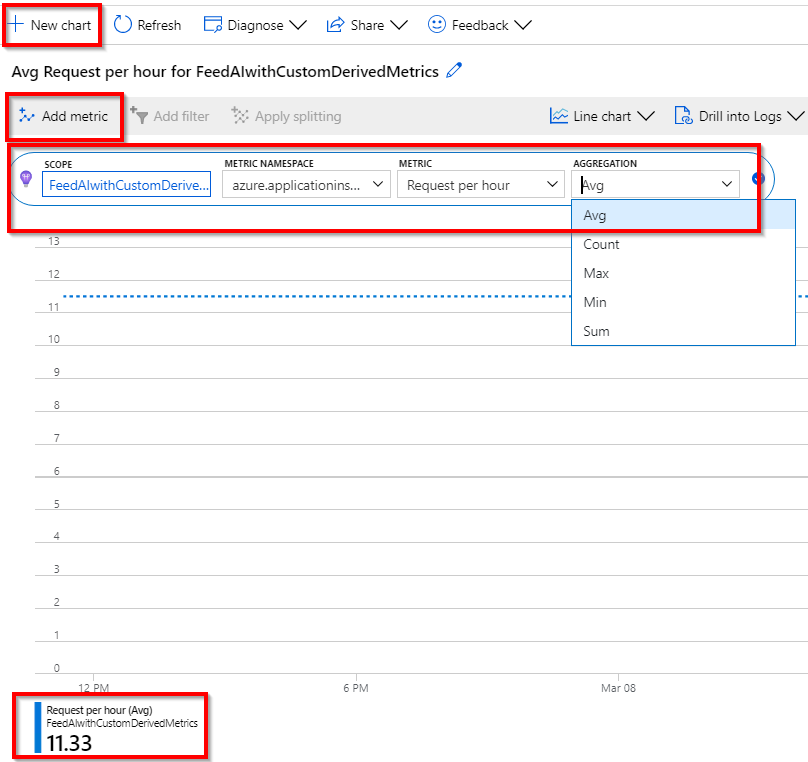 New chart Refresh Diagnose Share Feedback
Avg Request per hour for FeedAIwithCustomDerivedMetrics
Add metric Add filter Apply splitting Line chart Drill into Logs
SCOPE METRIC NAMESPACE METRIC AGGREGATION
FeedAIwithCustomDerive... azure.applicationins... Request per hour Avg
Avg
Count
Max
Min
Sum
13
12
11
10
9
8
7
6
5
4
3
2
1
0
12 PM 6 PM Mar 08
Request per hour (Avg)
FeedAIwithCustomDerivedMetrics
11.33